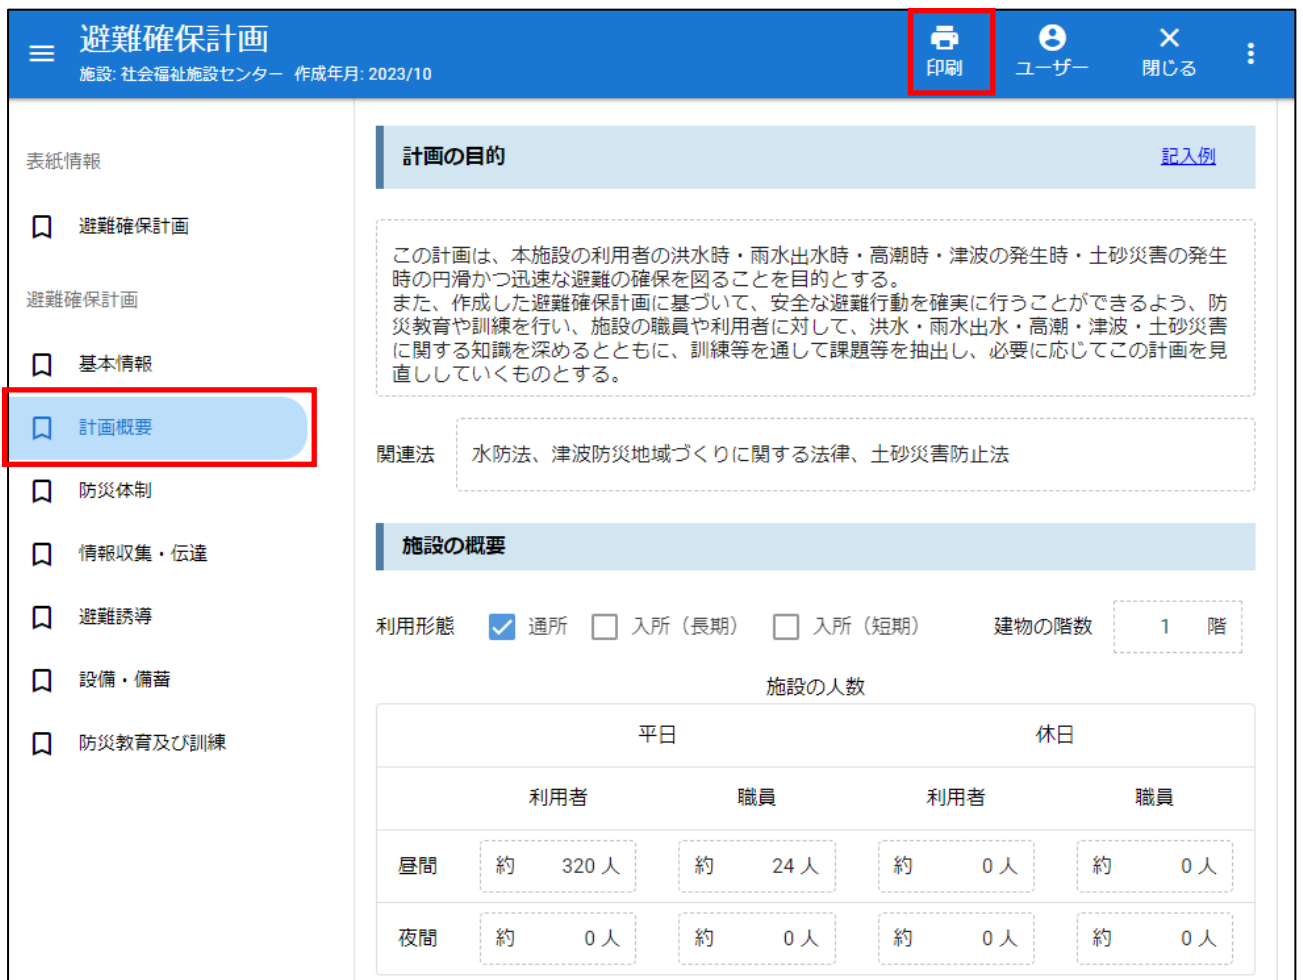 避難確保計画
施設: 社会福祉施設センター 作成年月: 2023/10
印刷
ユーザー
閉じる
表紙情報
避難確保計画
避難確保計画
基本情報
計画概要
防災体制
情報収集・伝達
避難誘導
設備・備蓄
防災教育及び訓練
計画の目的 記入例
この計画は、本施設の利用者の洪水時・雨水出水時・高潮時・津波の発生時・土砂災害の発生
時の円滑かつ迅速な避難の確保を図ることを目的とする。
また、作成した避難確保計画に基づいて、安全な避難行動を確実に行うことができるよう、防
災教育や訓練を行い、施設の職員や利用者に対して、洪水・雨水出水・高潮・津波・土砂災害
に関する知識を深めるとともに、訓練等を通して課題等を抽出し、必要に応じてこの計画を見
直ししていくものとする。
関連法 水防法、津波防災地域づくりに関する法律、土砂災害防止法
施設の概要
利用形態 通所 入所（長期） 入所（短期） 建物の階数 1 階
施設の人数
平日 休日
利用者 職員 利用者 職員
昼間 約 320 人 約 24 人 約 0 人 約 0 人
夜間 約 0 人 約 0 人 約 0 人 約 0 人